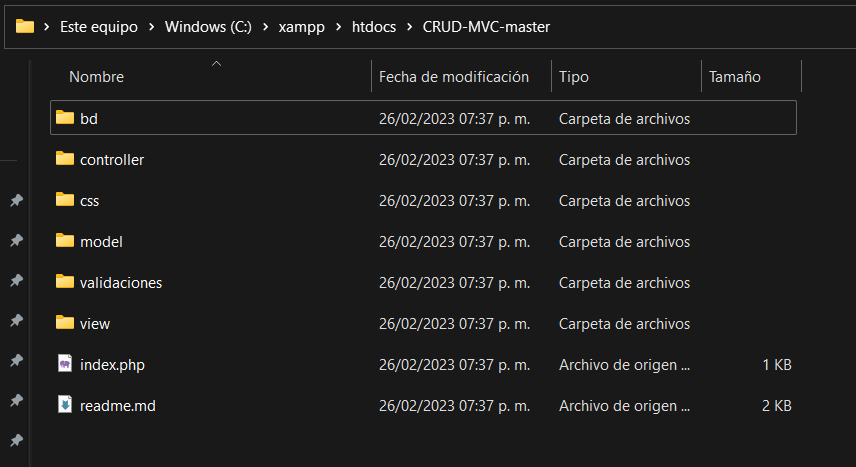 Este equipo > Windows (C:) > xampp > htdocs > CRUD-MVC-master
Nombre Fecha de modificación Tipo Tamaño
bd 26/02/2023 07:37 p. m. Carpeta de archivos
controller 26/02/2023 07:37 p. m. Carpeta de archivos
css 26/02/2023 07:37 p. m. Carpeta de archivos
model 26/02/2023 07:37 p. m. Carpeta de archivos
validaciones 26/02/2023 07:37 p. m. Carpeta de archivos
view 26/02/2023 07:37 p. m. Carpeta de archivos
index.php 26/02/2023 07:37 p. m. Archivo de origen ... 1 KB
readme.md 26/02/2023 07:37 p. m. Archivo de origen ... 2 KB